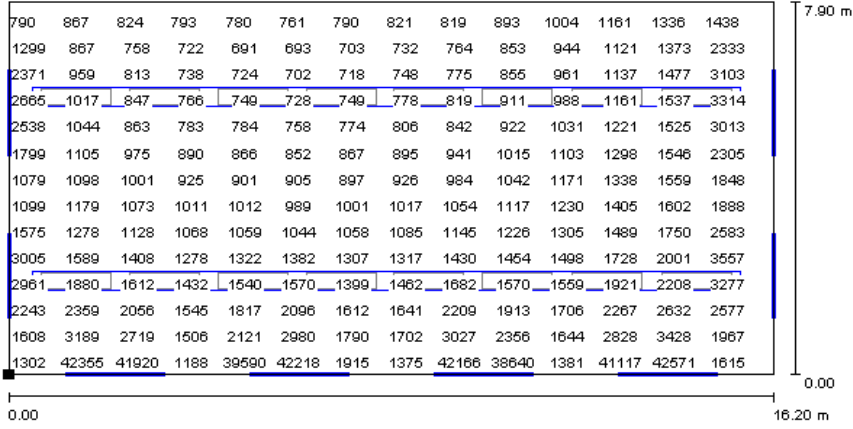 790 867 824 793 780 761 790 821 819 893 1004 1161 1336 1438
7.90 m
1299 867 758 722 691 693 703 732 764 853 944 1121 1373 2333
2371 959 813 738 724 702 718 748 775 855 961 1137 1477 3103
2665 1017 847 766 749 728 749 778 819 911 988 1161 1537 3314
2538 1044 863 783 784 758 774 806 842 922 1031 1221 1525 3013
1799 1105 975 890 866 852 867 895 941 1015 1103 1298 1546 2305
1079 1098 1001 925 901 905 897 926 984 1042 1171 1338 1559 1848
1099 1179 1073 1011 1012 989 1001 1017 1054 1117 1230 1405 1602 1888
1575 1278 1128 1068 1059 1044 1058 1085 1145 1226 1305 1489 1750 2583
3005 1589 1408 1278 1322 1382 1307 1317 1430 1454 1498 1728 2001 3557
2961 1880 1612 1432 1540 1570 1399 1462 1682 1570 1559 1921 2208 3277
2243 2359 2056 1545 1817 2096 1612 1641 2209 1913 1706 2267 2632 2577
1608 3189 2719 1506 2121 2980 1790 1702 3027 2356 1644 2828 3428 1967
1302 42355 41920 1188 39590 42218 1915 1375 42166 38640 1381 41117 42571 1615
0.00
0.00 16.20 m